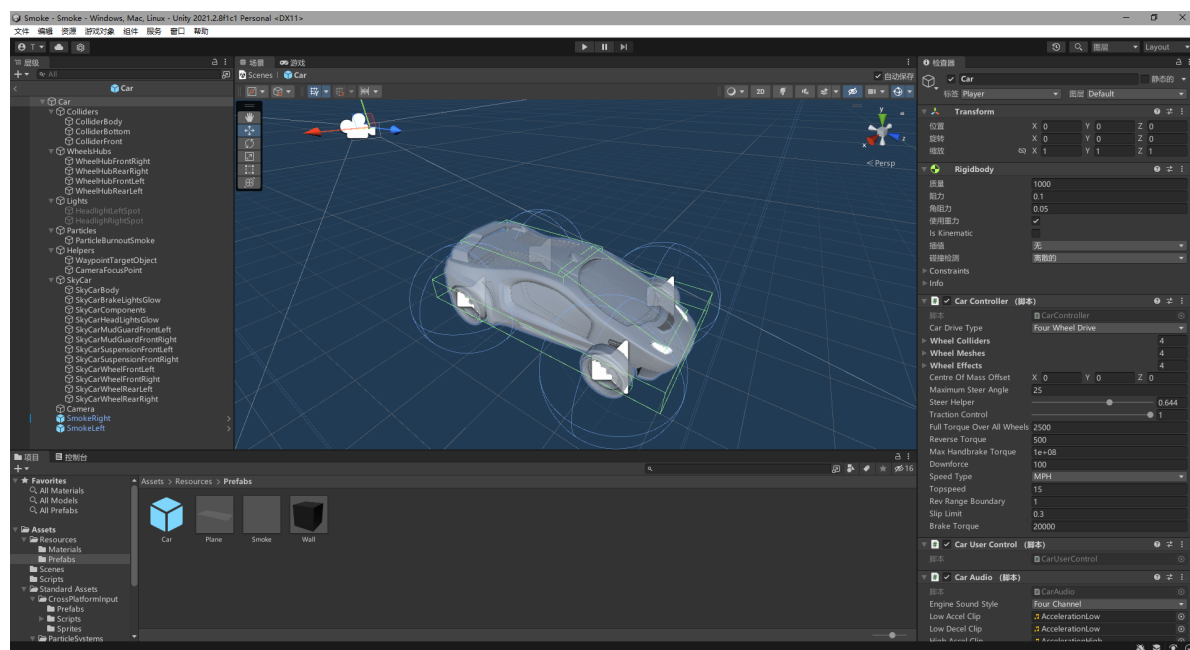 Smoke - Smoke - Windows, Mac, Linux - Unity 2021.2.8f1c1 Personal <DX11>
文件 编辑 资源 游戏对象 组件 服务 窗口 帮助
T 图层 Layout
层级
All
Car
Car
Colliders
ColliderBody
ColliderBottom
ColliderFront
WheelsHubs
WheelHubFrontRight
WheelHubRearRight
WheelHubFrontLeft
WheelHubRearLeft
Lights
HeadlightLeftSpot
HeadlighRightSpot
Particles
ParticleBurnoutSmoke
Helpers
WaypointTargetObject
CameraFocusPoint
SkyCar
SkyCarBody
SkyCarBrakeLightsGlow
SkyCarComponents
SkyCarHeadLightsGlow
SkyCarMudGuardFrontLeft
SkyCarMudGuardFrontRight
SkyCarSuspensionFrontLeft
SkyCarSuspensionFrontRight
SkyCarWheelFrontLeft
SkyCarWheelFrontRight
SkyCarWheelRearLeft
SkyCarWheelRearRight
Camera
SmokeRight
SmokeLeft
场景 游戏
Scenes Car 自动保存
2D
y
x z
Persp
检查器
Car 静态的
标签 Player 图层 Default
Transform
位置 X 0 Y 0 Z 0
旋转 X 0 Y 0 Z 0
缩放 X 1 Y 1 Z 1
Rigidbody
质量 1000
阻力 0.1
角阻力 0.05
使用重力
Is Kinematic
插值 无
碰撞检测 离散的
Constraints
Info
Car Controller (脚本)
脚本 CarController
Car Drive Type Four Wheel Drive
Wheel Colliders 4
Wheel Meshes 4
Wheel Effects 4
Centre Of Mass Offset X 0 Y 0 Z 0
Maximum Steer Angle 25
Steer Helper 0.644
Traction Control 1
Full Torque Over All Wheels 2500
Reverse Torque 500
Max Handbrake Torque 1e+08
Downforce 100
Speed Type MPH
Topspeed 15
Rev Range Boundary 1
Slip Limit 0.3
Brake Torque 20000
Car User Control (脚本)
脚本 CarUserControl
Car Audio (脚本)
脚本 CarAudio
Engine Sound Style Four Channel
Low Accel Clip AccelerationLow
Low Decel Clip AccelerationLow
High Accel Clip AccelerationHigh
项目 控制台
16
Favorites
All Materials
All Models
All Prefabs
Assets
Resources
Materials
Prefabs
Scenes
Scripts
Standard Assets
CrossPlatformInput
Prefabs
Scripts
Sprites
ParticleSystems
Assets > Resources > Prefabs
Car Plane Smoke Wall